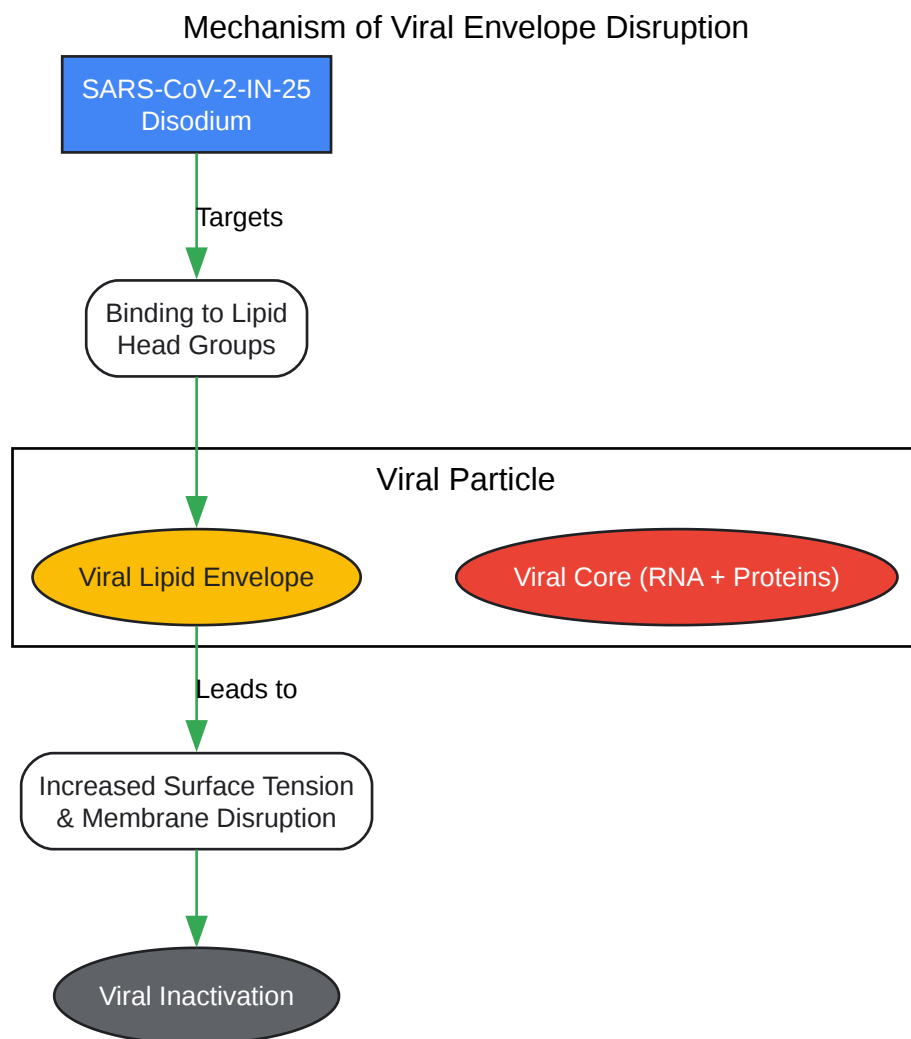 Mechanism of Viral Envelope Disruption
SARS-CoV-2-IN-25
Disodium
Targets
Binding to Lipid
Head Groups
Viral Particle
Viral Lipid Envelope
Viral Core (RNA + Proteins)
Leads to
Increased Surface Tension
& Membrane Disruption
Viral Inactivation